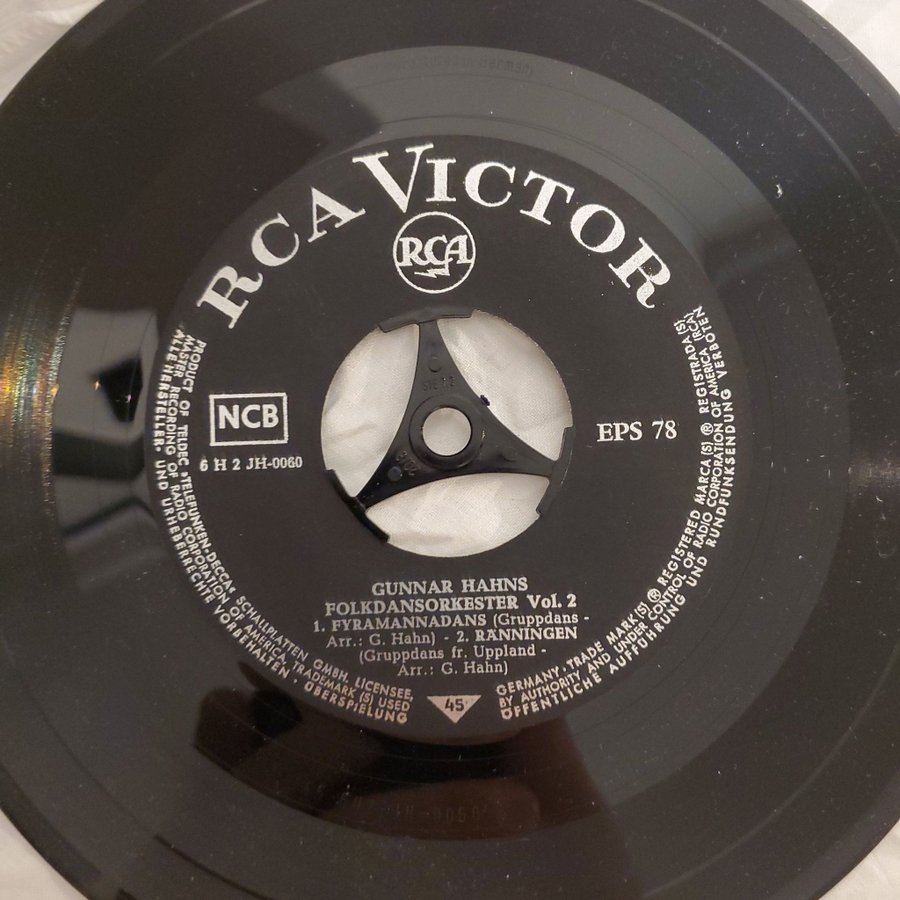 RCA VICTOR
RCA
NCB
6 H 2 JH-0060
EPS 78
GUNNAR HAHNS
FOLKDANSORKESTER Vol. 2
1. FYRAMANNADANS (Gruppdans -
Arr.: G. Hahn) - 2. RÄNNINGEN
(Gruppdans fr. Uppland -
Arr.: G. Hahn)
45
PRODUCT OF TELDEC »TELEFUNKEN-DECCA« SCHALLPLATTEN GMBH. LICENSEE,
MASTER RECORDING OF RADIO CORPORATION OF AMERICA, TRADEMARK (S) USED
ALLE HERSTELLER- UND URHEBERRECHTE VORBEHALTEN · ÜBERSPIELUNG
GERMANY · TRADE MARK(S) ® REGISTERED MARCA(S) ® REGISTRADA(S)
BY AUTHORITY AND UNDER CONTROL OF RADIO CORPORATION OF AMERICA
ÖFFENTLICHE AUFFÜHRUNG UND RUNDFUNKSENDUNG VERBOTEN